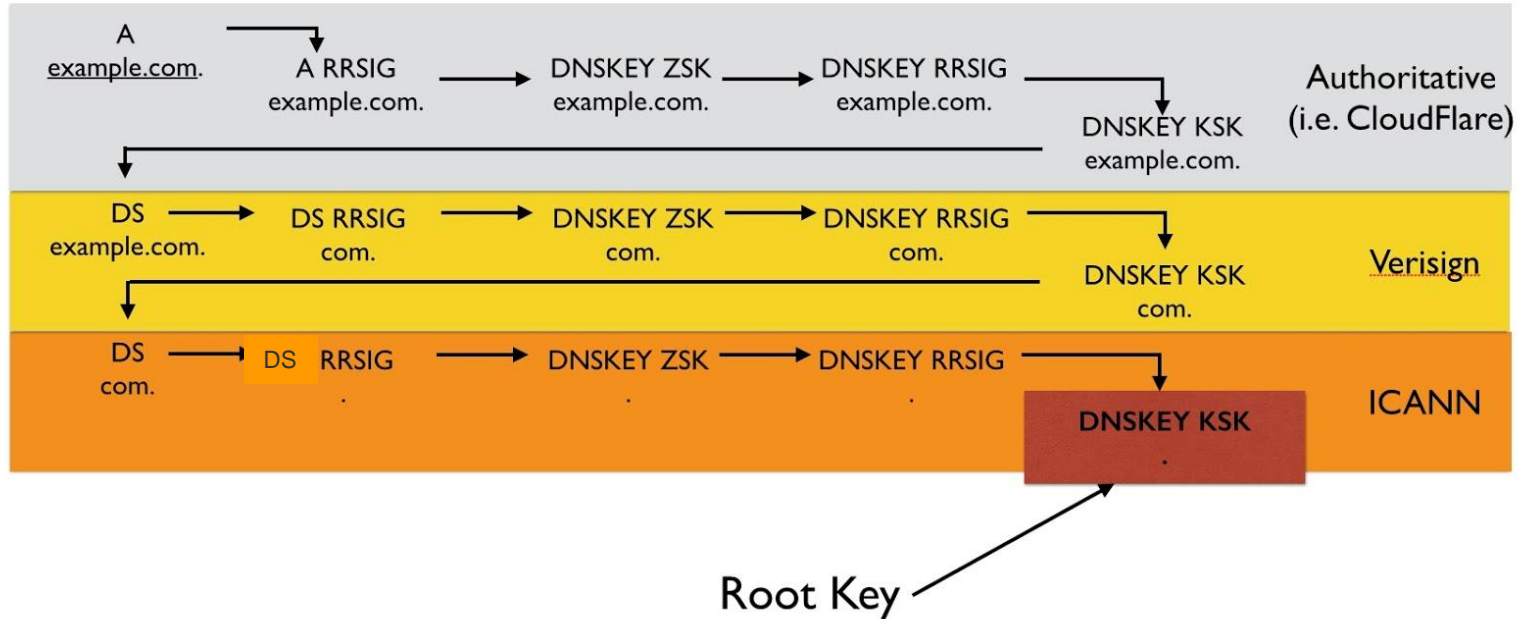 A
example.com.
A RRSIG
example.com.
DNSKEY ZSK
example.com.
DNSKEY RRSIG
example.com.
DNSKEY KSK
example.com.
Authoritative
(i.e. CloudFlare)
DS
example.com.
DS RRSIG
com.
DNSKEY ZSK
com.
DNSKEY RRSIG
com.
DNSKEY KSK
com.
Verisign
DS
com.
DS RRSIG
.
DNSKEY ZSK
.
DNSKEY RRSIG
.
DNSKEY KSK
.
ICANN
Root Key